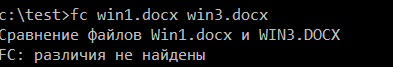 c:\test>fc win1.docx win3.docx
Сравнение файлов Win1.docx и WIN3.DOCX
FC: различия не найдены